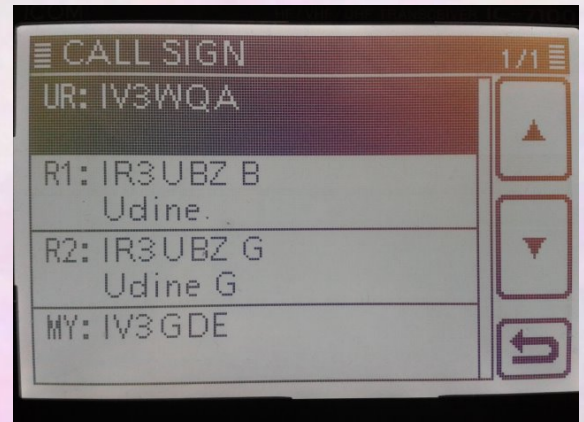 CALL SIGN 1/1
UR: IV3WQA
R1: IR3UBZ B
Udine.
R2: IR3UBZ G
Udine G
MY: IV3GDE